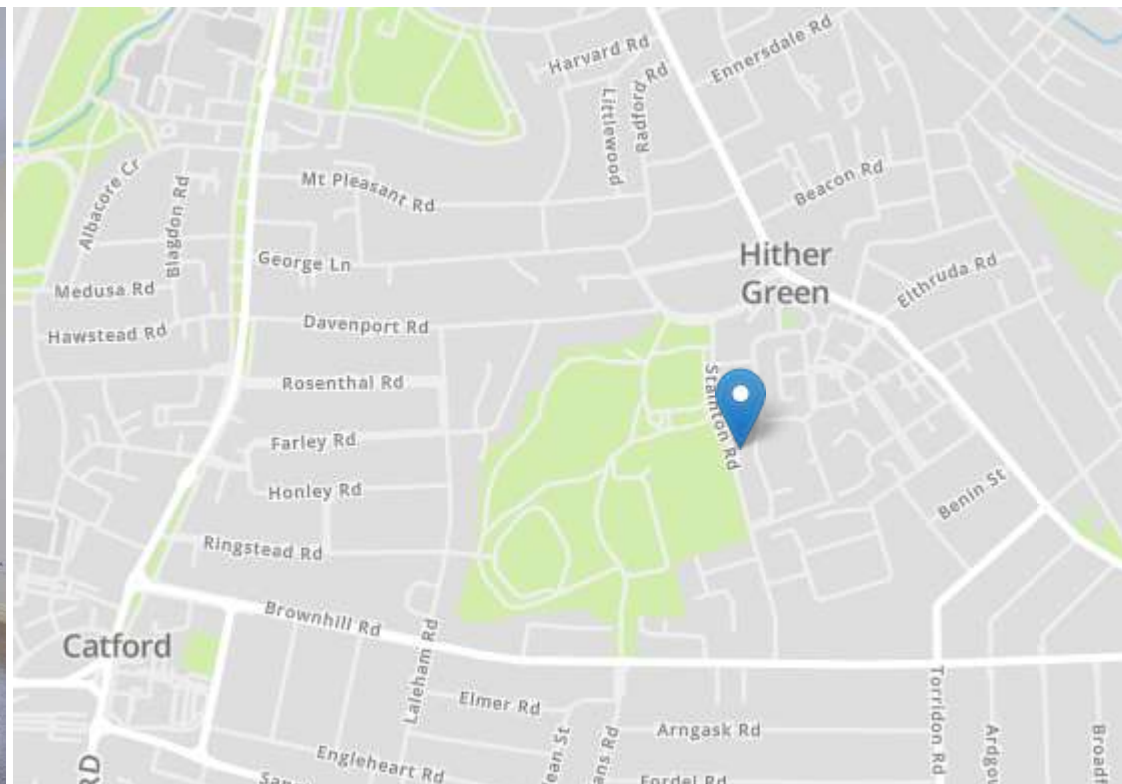 Harvard Rd
Ennersdale Rd
Littlewood
Radford Rd
Albacore Cr
Blagdon Rd
Mt Pleasant Rd
Beacon Rd
George Ln
Hither
Green
Elthruda Rd
Medusa Rd
Hawstead Rd
Davenport Rd
Rosenthal Rd
Stainton Rd
Farley Rd
Honley Rd
Benin St
Ringstead Rd
Brownhill Rd
Catford
Laleham Rd
Elmer Rd
Torridon Rd
Arngask Rd
Engleheart Rd
Fordel Rd